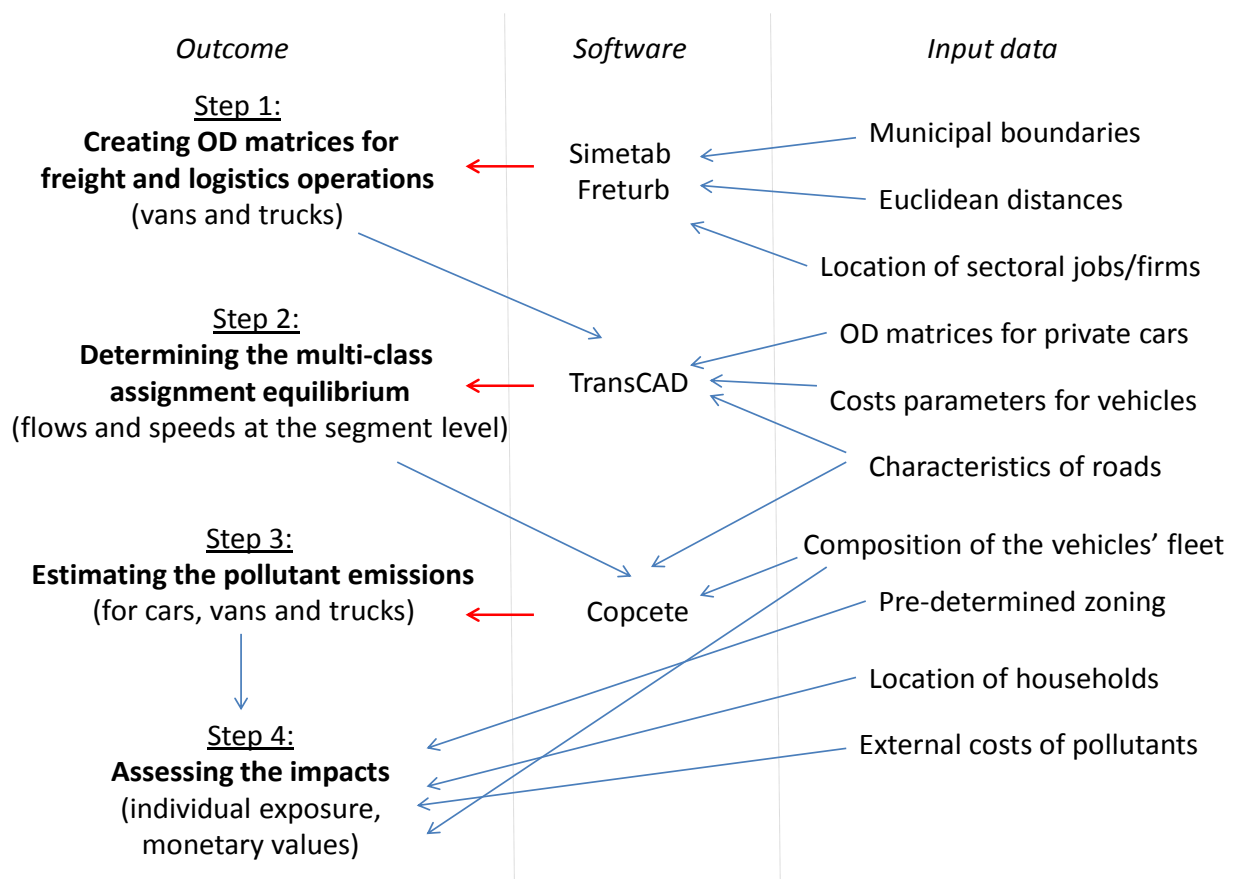 Outcome
Software
Input data
Step 1:
Creating OD matrices for
freight and logistics operations
(vans and trucks)
Simetab
Freturb
Municipal boundaries
Euclidean distances
Location of sectoral jobs/firms
Step 2:
Determining the multi-class
assignment equilibrium
(flows and speeds at the segment level)
TransCAD
OD matrices for private cars
Costs parameters for vehicles
Characteristics of roads
Step 3:
Estimating the pollutant emissions
(for cars, vans and trucks)
Copcete
Composition of the vehicles’ fleet
Pre-determined zoning
Location of households
External costs of pollutants
Step 4:
Assessing the impacts
(individual exposure,
monetary values)